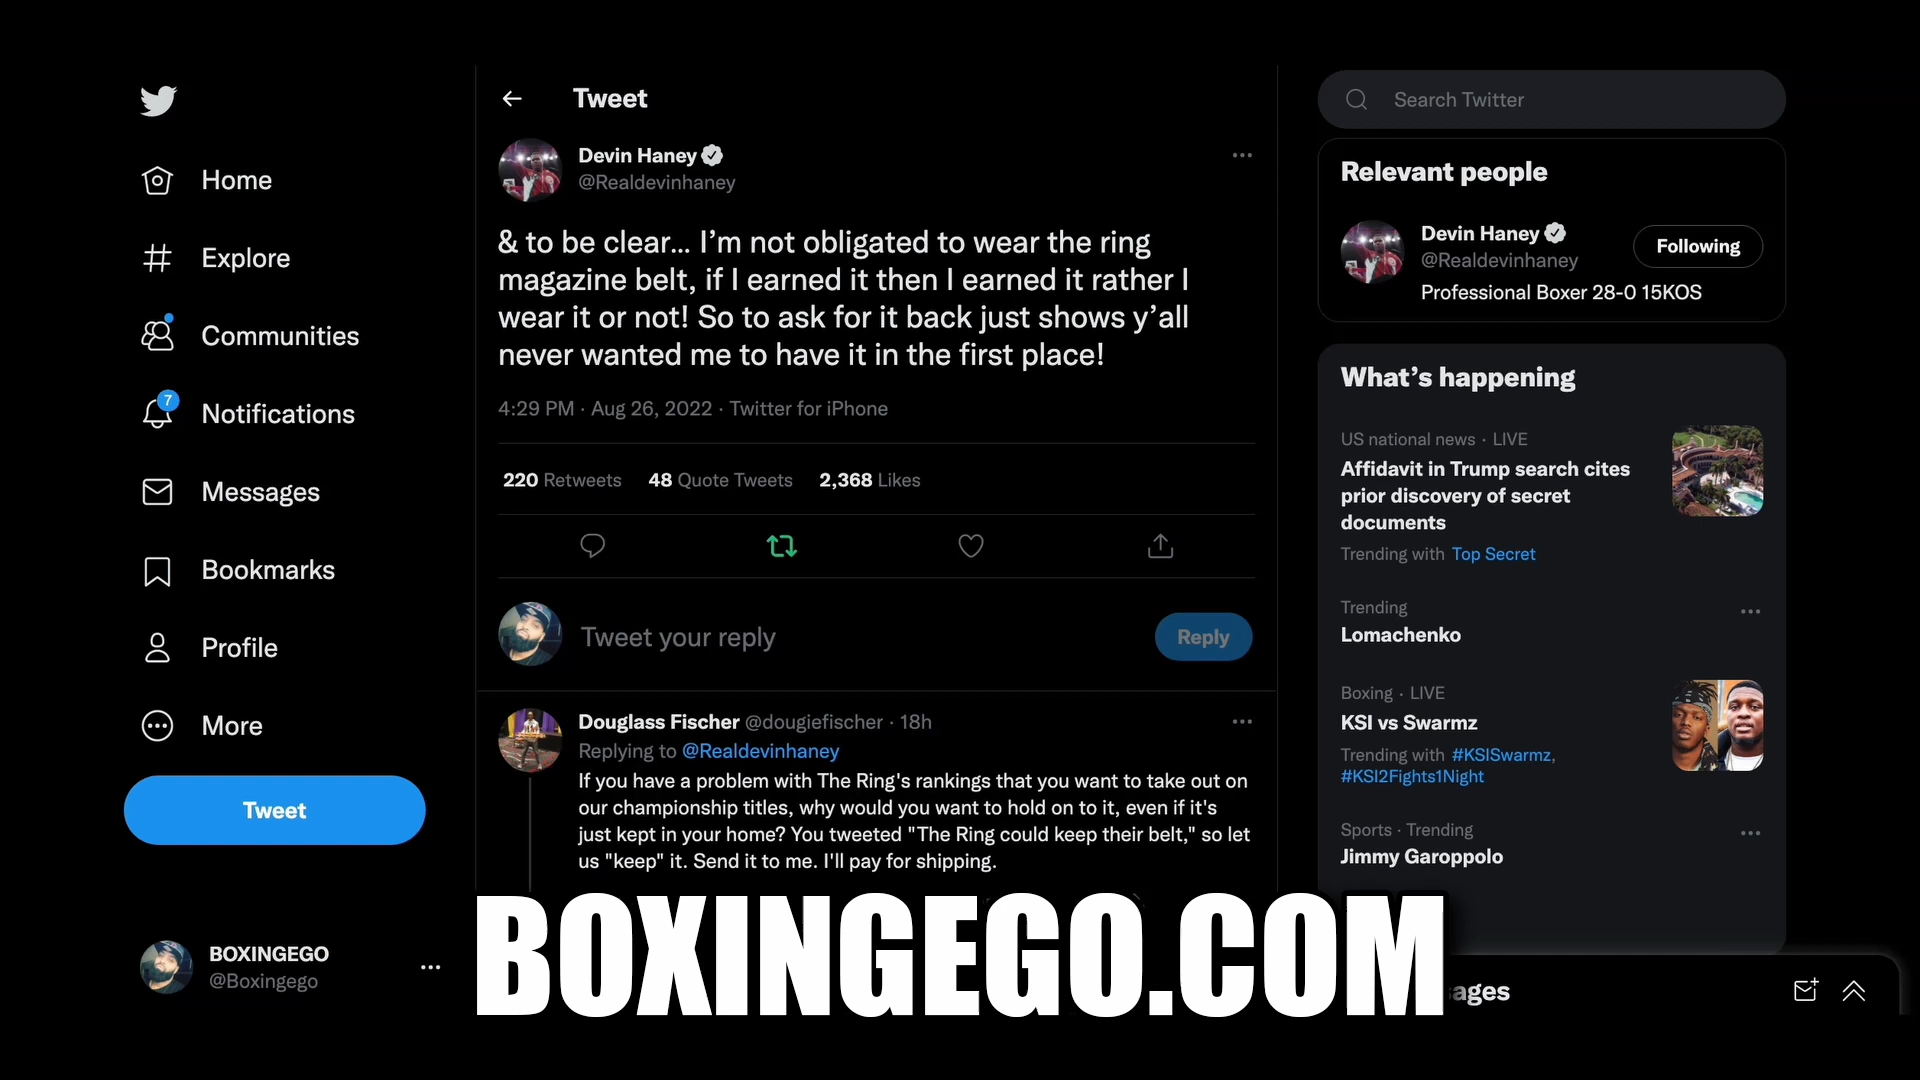 Home
Explore
Communities
7
Notifications
Messages
Bookmarks
Profile
More
Tweet
BOXINGEGO
@Boxingego
Tweet
Devin Haney
@Realdevinhaney
& to be clear... I’m not obligated to wear the ring
magazine belt, if I earned it then I earned it rather I
wear it or not! So to ask for it back just shows y’all
never wanted me to have it in the first place!
4:29 PM · Aug 26, 2022 · Twitter for iPhone
220 Retweets 48 Quote Tweets 2,368 Likes
Tweet your reply
Reply
Douglass Fischer @dougiefischer · 18h
Replying to @Realdevinhaney
If you have a problem with The Ring's rankings that you want to take out on
our championship titles, why would you want to hold on to it, even if it's
just kept in your home? You tweeted "The Ring could keep their belt," so let
us "keep" it. Send it to me. I'll pay for shipping.
BOXINGEGO.COM
Search Twitter
Relevant people
Devin Haney
@Realdevinhaney
Following
Professional Boxer 28-0 15KOS
What’s happening
US national news · LIVE
Affidavit in Trump search cites
prior discovery of secret
documents
Trending with Top Secret
Trending
Lomachenko
Boxing · LIVE
KSI vs Swarmz
Trending with #KSISwarmz,
#KSI2Fights1Night
Sports · Trending
Jimmy Garoppolo
ages